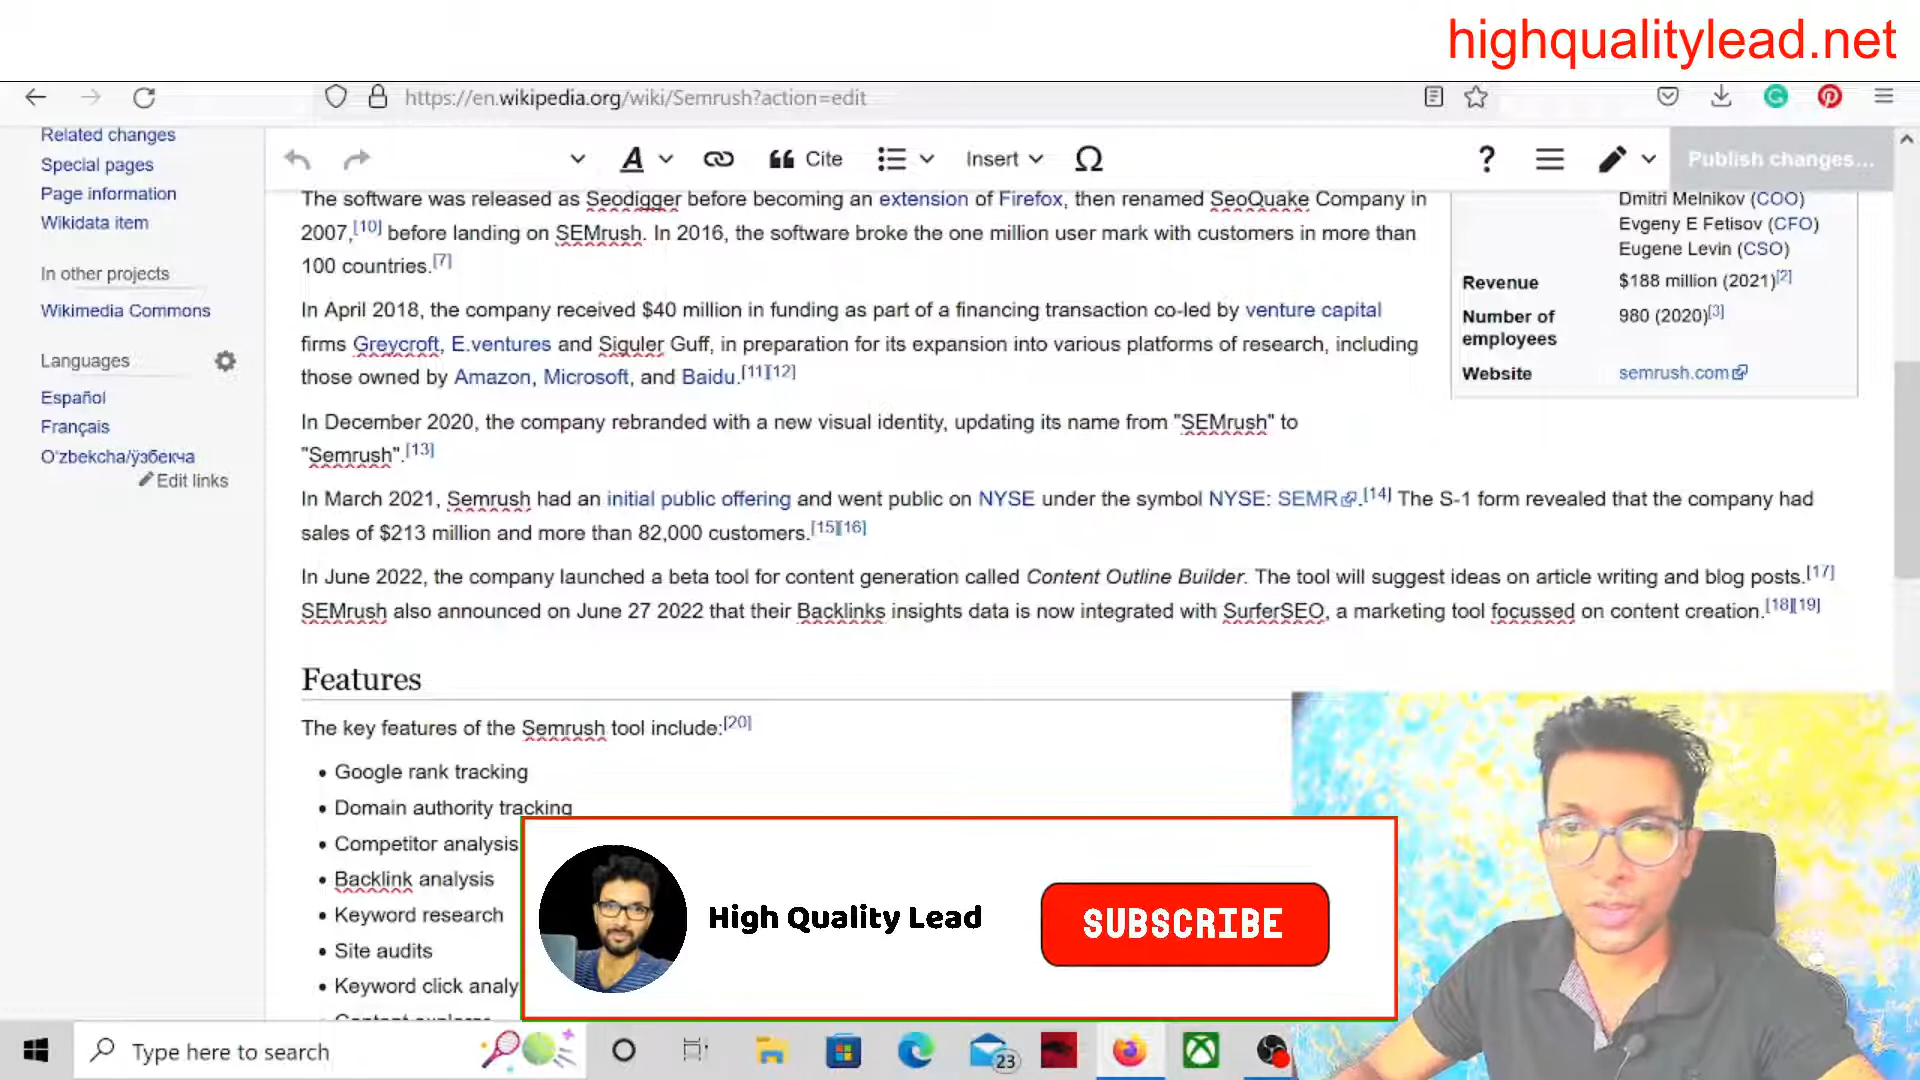 highqualitylead.net
https://en.wikipedia.org/wiki/Semrush?action=edit
Related changes
Special pages
Page information
Wikidata item
In other projects
Wikimedia Commons
Languages
Español
Français
Oʻzbekcha/ўзбекча
Edit links
A
Cite
Insert
Ω
?
Publish changes...
The software was released as Seodigger before becoming an extension of Firefox, then renamed SeoQuake Company in
2007,[10] before landing on SEMrush. In 2016, the software broke the one million user mark with customers in more than
100 countries.[7]
In April 2018, the company received $40 million in funding as part of a financing transaction co-led by venture capital
firms Greycroft, E.ventures and Siguler Guff, in preparation for its expansion into various platforms of research, including
those owned by Amazon, Microsoft, and Baidu.[11][12]
In December 2020, the company rebranded with a new visual identity, updating its name from "SEMrush" to
"Semrush".[13]
In March 2021, Semrush had an initial public offering and went public on NYSE under the symbol NYSE: SEMR.[14] The S-1 form revealed that the company had
sales of $213 million and more than 82,000 customers.[15][16]
In June 2022, the company launched a beta tool for content generation called Content Outline Builder. The tool will suggest ideas on article writing and blog posts.[17]
SEMrush also announced on June 27 2022 that their Backlinks insights data is now integrated with SurferSEO, a marketing tool focussed on content creation.[18][19]
Dmitri Melnikov (COO)
Evgeny E Fetisov (CFO)
Eugene Levin (CSO)
Revenue $188 million (2021)[2]
Number of employees 980 (2020)[3]
Website semrush.com
Features
The key features of the Semrush tool include:[20]
Google rank tracking
Domain authority tracking
Competitor analysis
Backlink analysis
Keyword research
Site audits
Keyword click analy
High Quality Lead
SUBSCRIBE
Type here to search
23